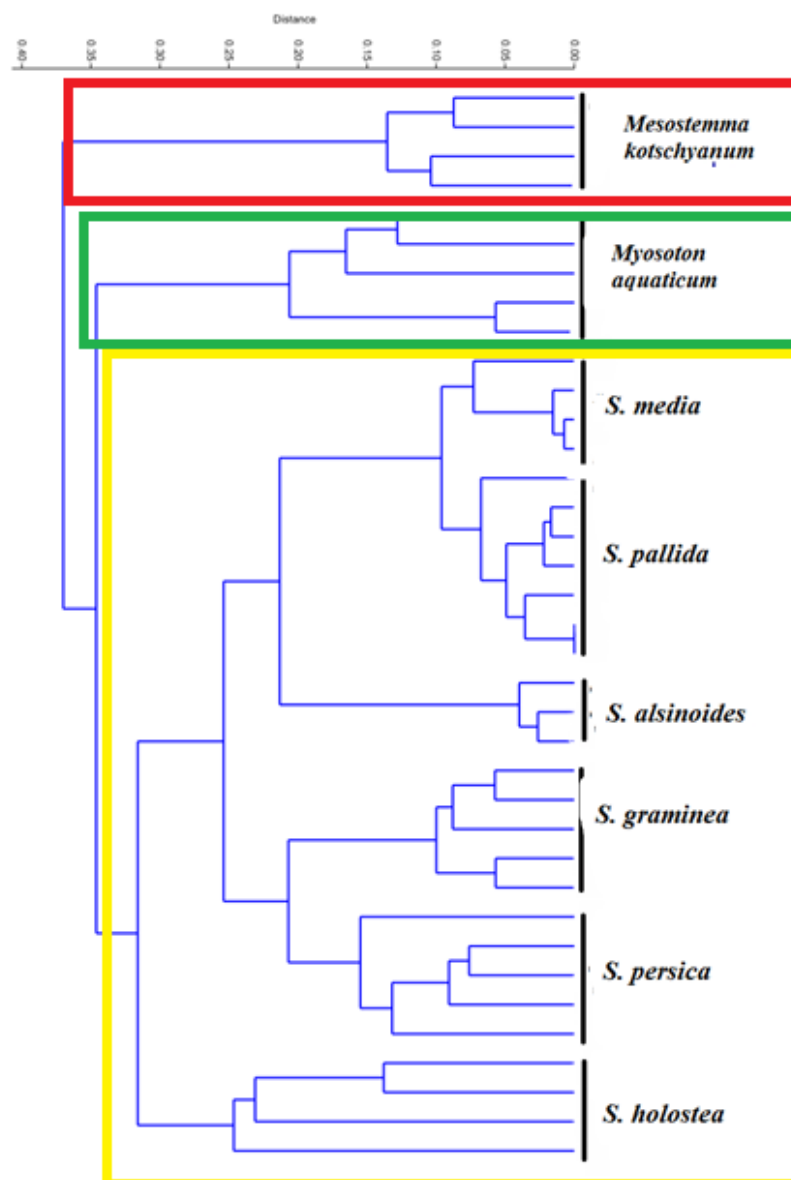 Distance
0.40 0.35 0.30 0.25 0.20 0.15 0.10 0.05 0.00
Mesostemma
kotschyanum
Myosoton
aquaticum
S. media
S. pallida
S. alsinoides
S. graminea
S. persica
S. holostea